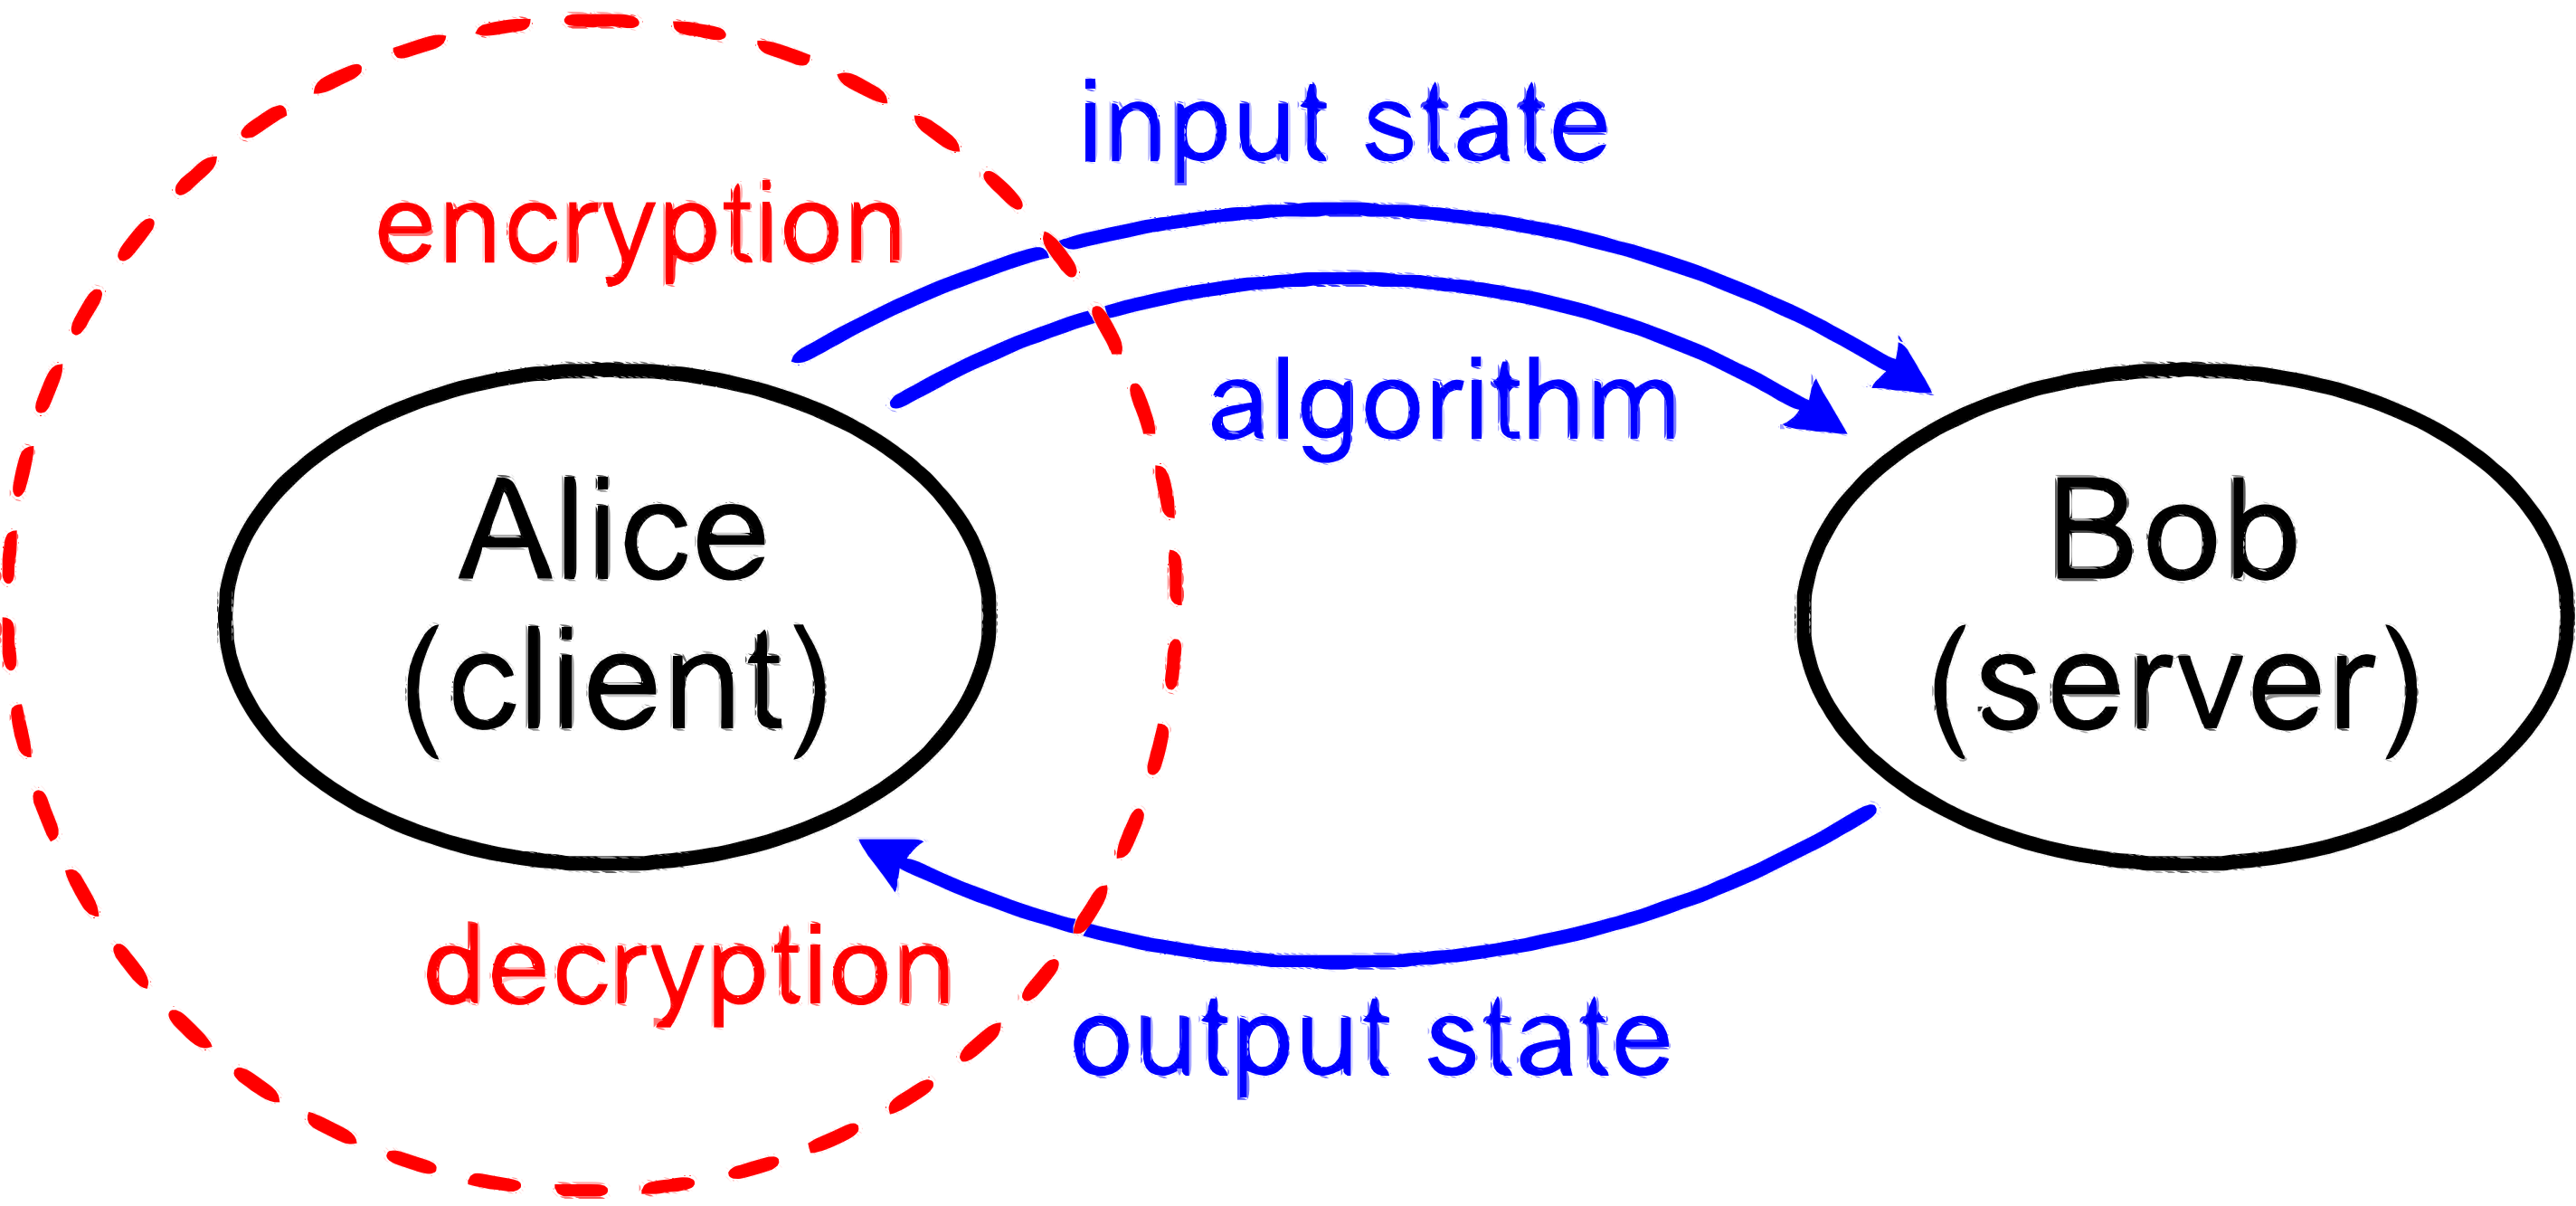 input state
encryption
algorithm
Alice
(client)
Bob
(server)
decryption
output state